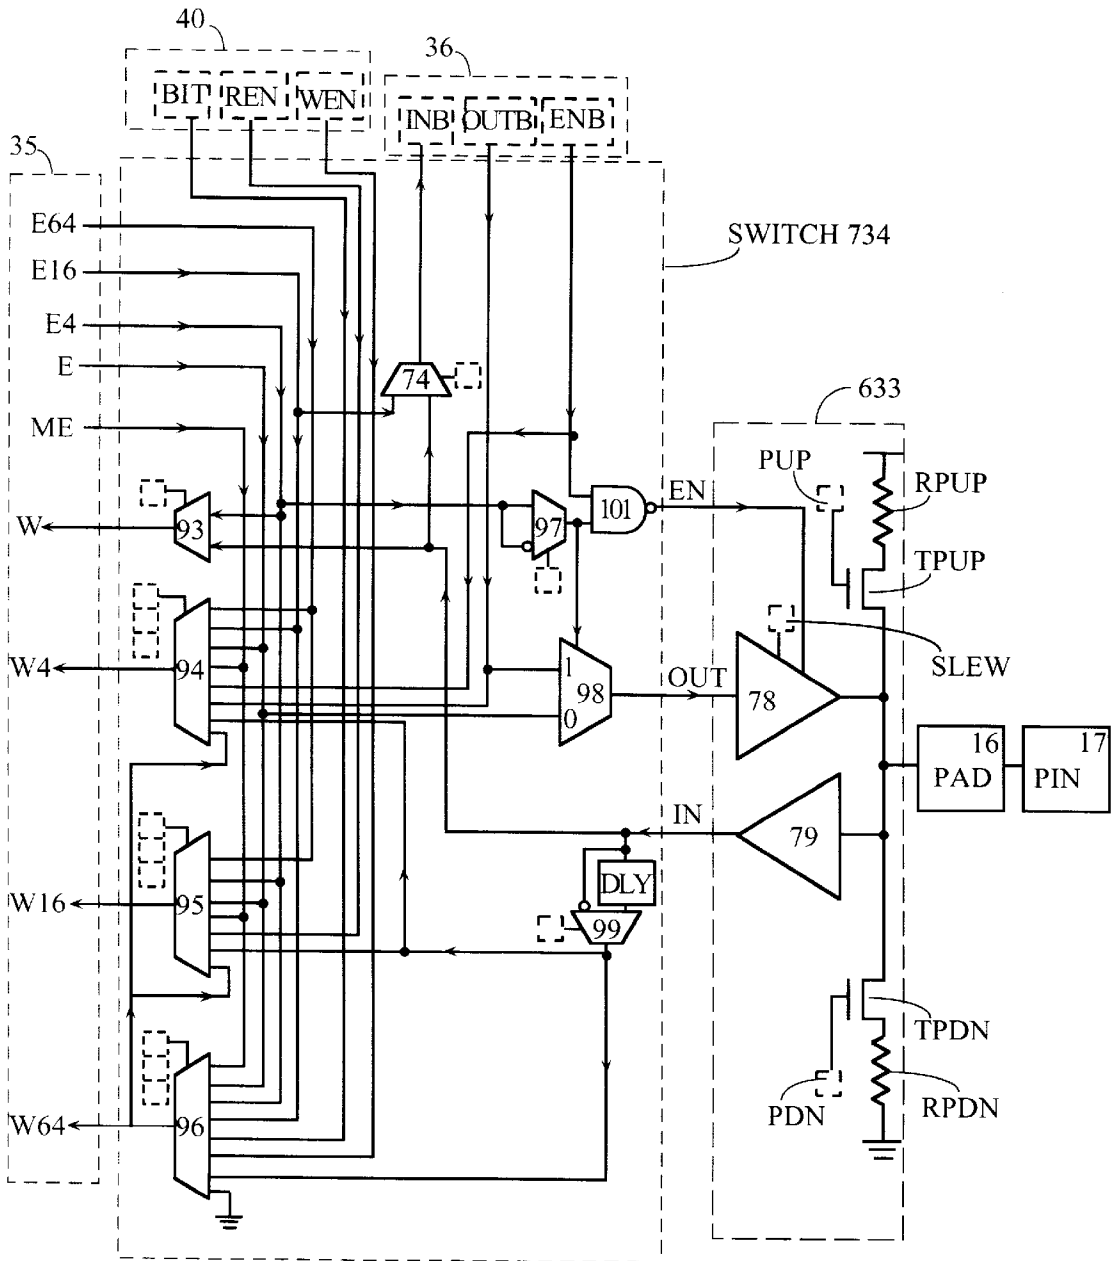 40
36
BIT REN WEN
INB OUTB ENB
35
E64
SWITCH 734
E16
E4
E
74
633
ME
PUP
RPUP
EN
W
93
97
101
TPUP
W4
94
1
98
0
OUT
78
SLEW
16
PAD
17
PIN
IN
79
DLY
W16
95
99
TPDN
PDN
RPDN
W64
96